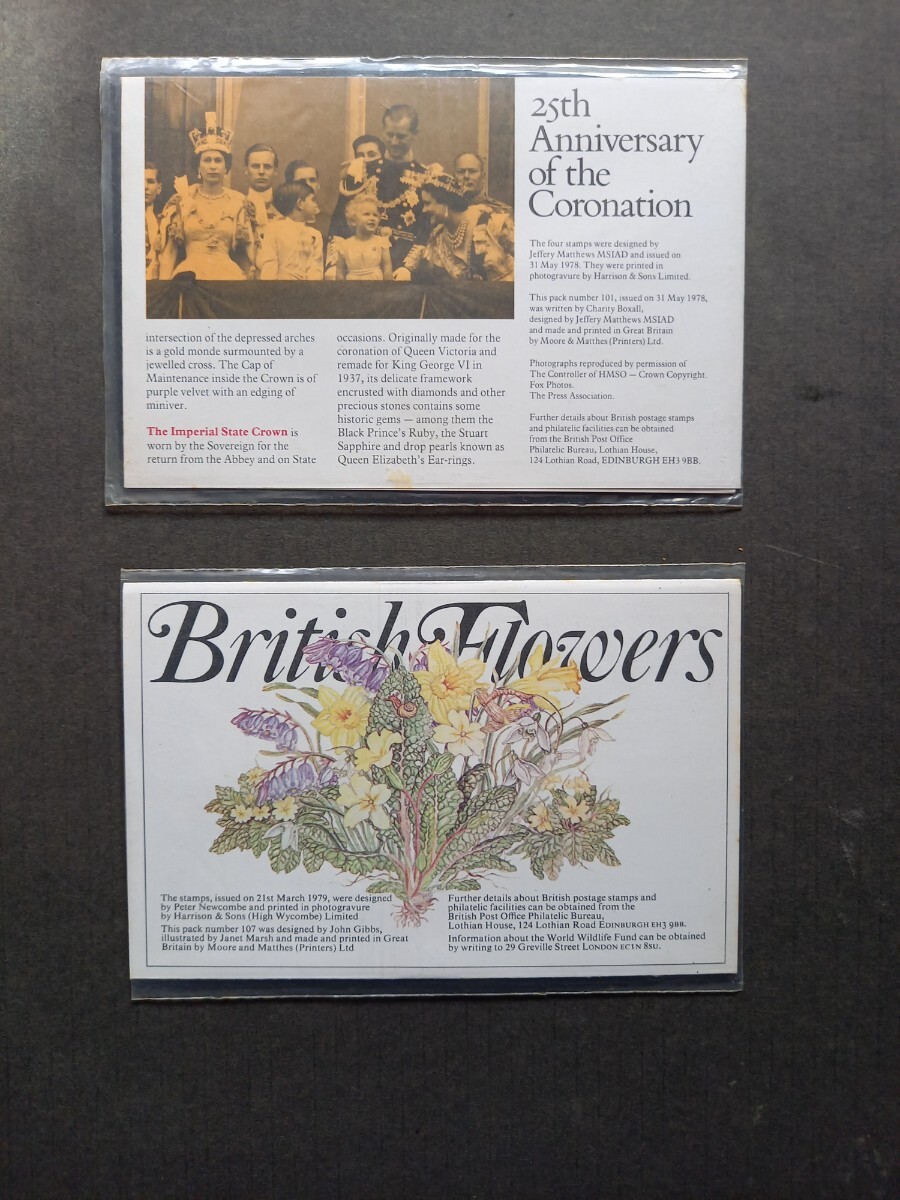 25th
Anniversary
of the
Coronation
The four stamps were designed by
Jeffery Matthews MSIAD and issued on
31 May 1978. They were printed in
photogravure by Harrison & Sons Limited.
This pack number 101, issued on 31 May 1978,
was written by Charity Boxall,
designed by Jeffery Matthews MSIAD
and made and printed in Great Britain
by Moore & Matthes (Printers) Ltd.
Photographs reproduced by permission of
The Controller of HMSO — Crown Copyright.
Fox Photos.
The Press Association.
Further details about British postage stamps
and philatelic facilities can be obtained
from the British Post Office
Philatelic Bureau, Lothian House,
124 Lothian Road, EDINBURGH EH3 9BB.
intersection of the depressed arches
is a gold monde surmounted by a
jewelled cross. The Cap of
Maintenance inside the Crown is of
purple velvet with an edging of
miniver.
The Imperial State Crown is
worn by the Sovereign for the
return from the Abbey and on State
occasions. Originally made for the
coronation of Queen Victoria and
remade for King George VI in
1937, its delicate framework
encrusted with diamonds and other
precious stones contains some
historic gems — among them the
Black Prince's Ruby, the Stuart
Sapphire and drop pearls known as
Queen Elizabeth's Ear-rings.
British Flowers
The stamps, issued on 21st March 1979, were designed
by Peter Newcombe and printed in photogravure
by Harrison & Sons (High Wycombe) Limited
This pack number 107 was designed by John Gibbs,
illustrated by Janet Marsh and made and printed in Great
Britain by Moore and Matthes (Printers) Ltd
Further details about British postage stamps and
philatelic facilities can be obtained from the
British Post Office Philatelic Bureau,
Lothian House, 124 Lothian Road EDINBURGH EH3 9BB.
Information about the World Wildlife Fund can be obtained
by writing to 29 Greville Street LONDON EC1N 8SU.